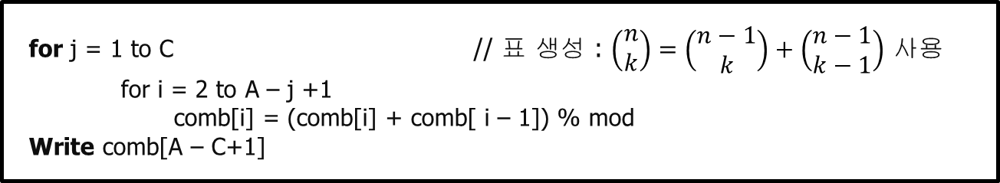 for j = 1 to C // 표 생성 : \binom{n}{k} = \binom{n-1}{k} + \binom{n-1}{k-1} 사용
for i = 2 to A – j +1
comb[i] = (comb[i] + comb[ i – 1]) % mod
Write comb[A – C+1]